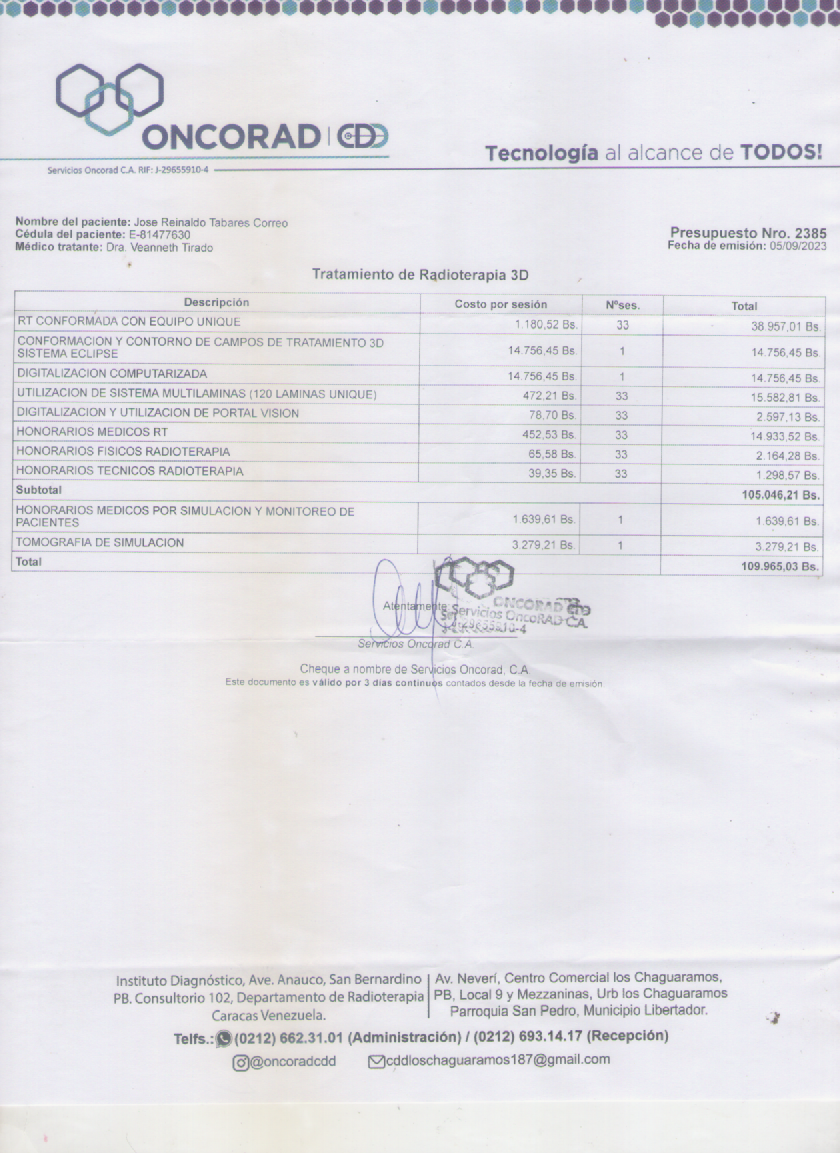 ONCORAD | CDD
Tecnología al alcance de TODOS!
Servicios Oncorad C.A. RIF: J-29655910-4
Nombre del paciente: Jose Reinaldo Tabares Correo
Cédula del paciente: E-81477630
Médico tratante: Dra. Veanneth Tirado
Presupuesto Nro. 2385
Fecha de emisión: 05/09/2023
Tratamiento de Radioterapia 3D
Descripción Costo por sesión Nºses. Total
RT CONFORMADA CON EQUIPO UNIQUE 1.180,52 Bs. 33 38.957,01 Bs.
CONFORMACION Y CONTORNO DE CAMPOS DE TRATAMIENTO 3D
SISTEMA ECLIPSE 14.756,45 Bs. 1 14.756,45 Bs.
DIGITALIZACION COMPUTARIZADA 14.756,45 Bs. 1 14.756,45 Bs.
UTILIZACION DE SISTEMA MULTILAMINAS (120 LAMINAS UNIQUE) 472,21 Bs. 33 15.582,81 Bs.
DIGITALIZACION Y UTILIZACION DE PORTAL VISION 78,70 Bs. 33 2.597,13 Bs.
HONORARIOS MEDICOS RT 452,53 Bs. 33 14.933,52 Bs.
HONORARIOS FISICOS RADIOTERAPIA 65,58 Bs. 33 2.164,28 Bs.
HONORARIOS TECNICOS RADIOTERAPIA 39,35 Bs. 33 1.298,57 Bs.
Subtotal 105.046,21 Bs.
HONORARIOS MEDICOS POR SIMULACION Y MONITOREO DE
PACIENTES 1.639,61 Bs. 1 1.639,61 Bs.
TOMOGRAFIA DE SIMULACION 3.279,21 Bs. 1 3.279,21 Bs.
Total 109.965,03 Bs.
Atentamente
ONCORAD
Servicios OncoRAD C.A.
Servicios Oncorad C.A.
Cheque a nombre de Servicios Oncorad, C.A.
Este documento es válido por 3 días continuos contados desde la fecha de emisión
Instituto Diagnóstico, Ave. Anauco, San Bernardino
PB. Consultorio 102, Departamento de Radioterapia
Caracas Venezuela.
Av. Neverí, Centro Comercial los Chaguaramos,
PB, Local 9 y Mezzaninas, Urb los Chaguaramos
Parroquia San Pedro, Municipio Libertador.
Telfs.: (0212) 662.31.01 (Administración) / (0212) 693.14.17 (Recepción)
@oncoradcdd cddloschaguaramos187@gmail.com